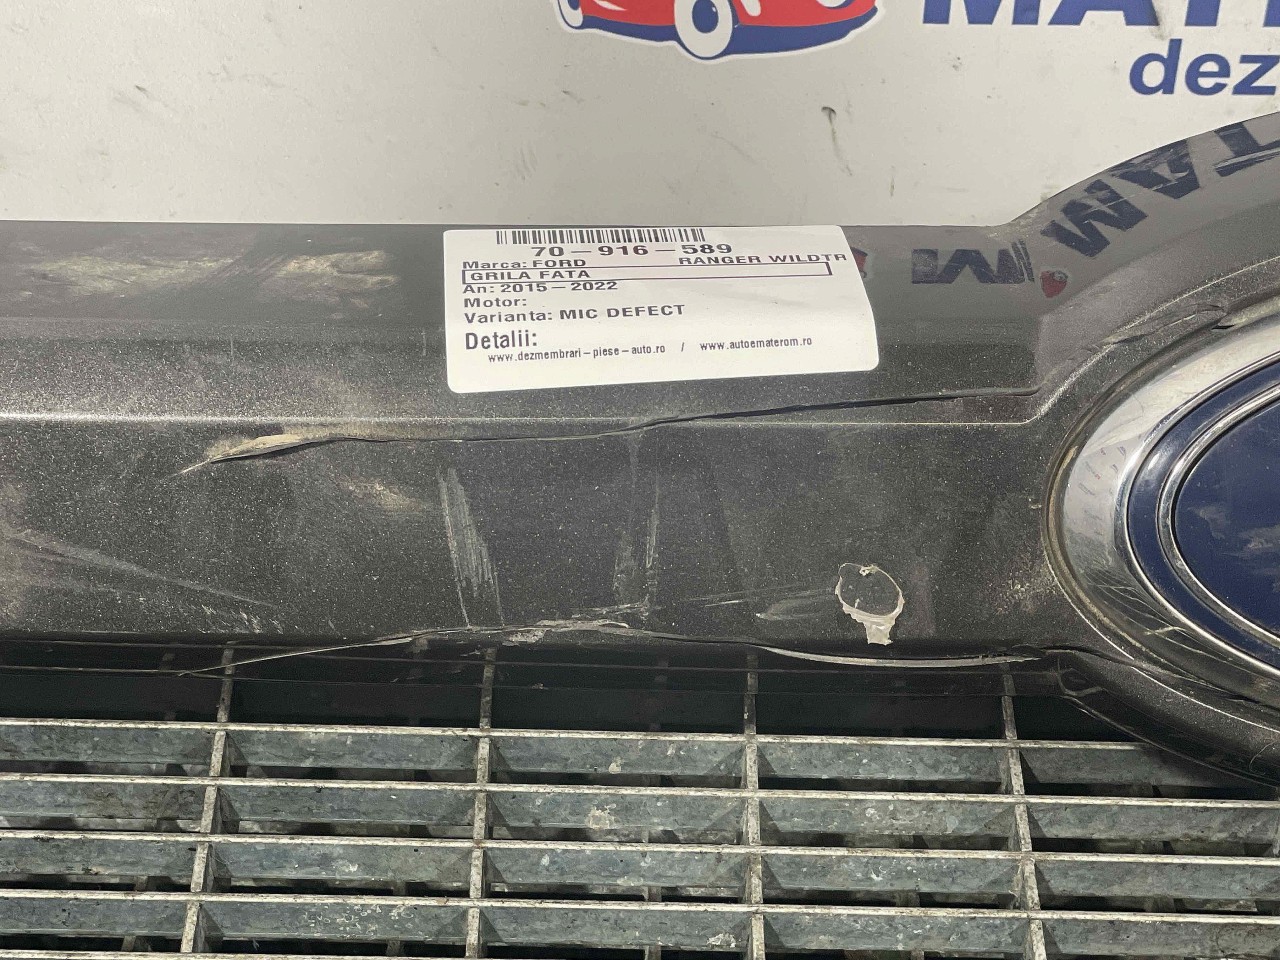 dez
70-916-589
Marca: FORD RANGER WILDTR
GRILA FATA
An: 2015-2022
Motor:
Varianta: MIC DEFECT
Detalii:
www.dezmembrari-piese-auto.ro / www.autoematerom.ro